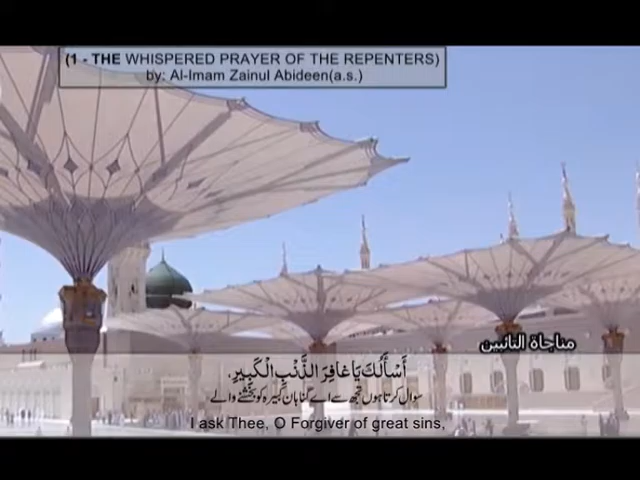 (1 - THE WHISPERED PRAYER OF THE REPENTERS)
by: Al-Imam Zainul Abideen(a.s.)
مناجاة التائبين
أَسْأَلُكَ يَا غَافِرَ الذَّنْبِ الْكَبِيرِ،
سوال کرتا ہوں تجھ سے اے گناہان کبیرہ کو بخشنے والے
I ask Thee, O Forgiver of great sins,